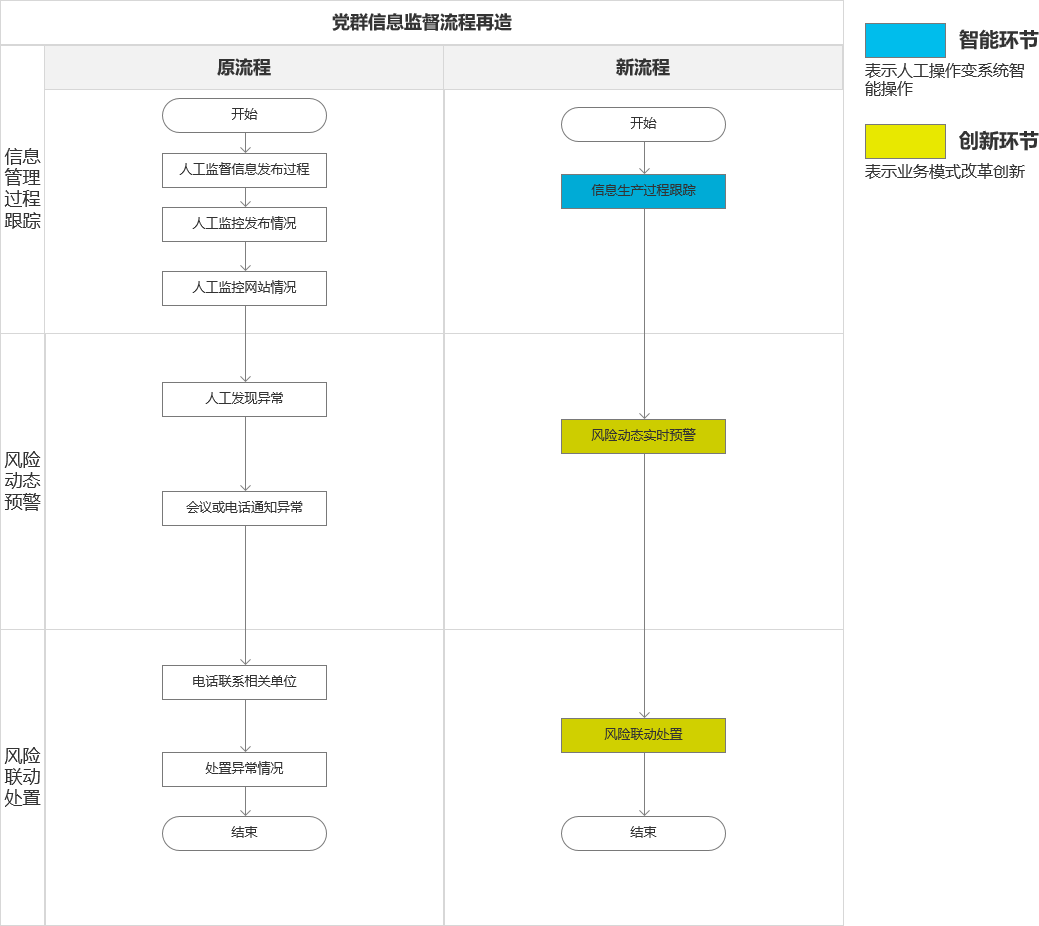 党群信息监督流程再造
原流程
新流程
信息
管理
过程
跟踪
开始
人工监督信息发布过程
人工监控发布情况
人工监控网站情况
开始
信息生产过程跟踪
风险
动态
预警
人工发现异常
会议或电话通知异常
风险动态实时预警
风险
联动
处置
电话联系相关单位
处置异常情况
结束
风险联动处置
结束
智能环节
表示人工操作变系统智
能操作
创新环节
表示业务模式改革创新